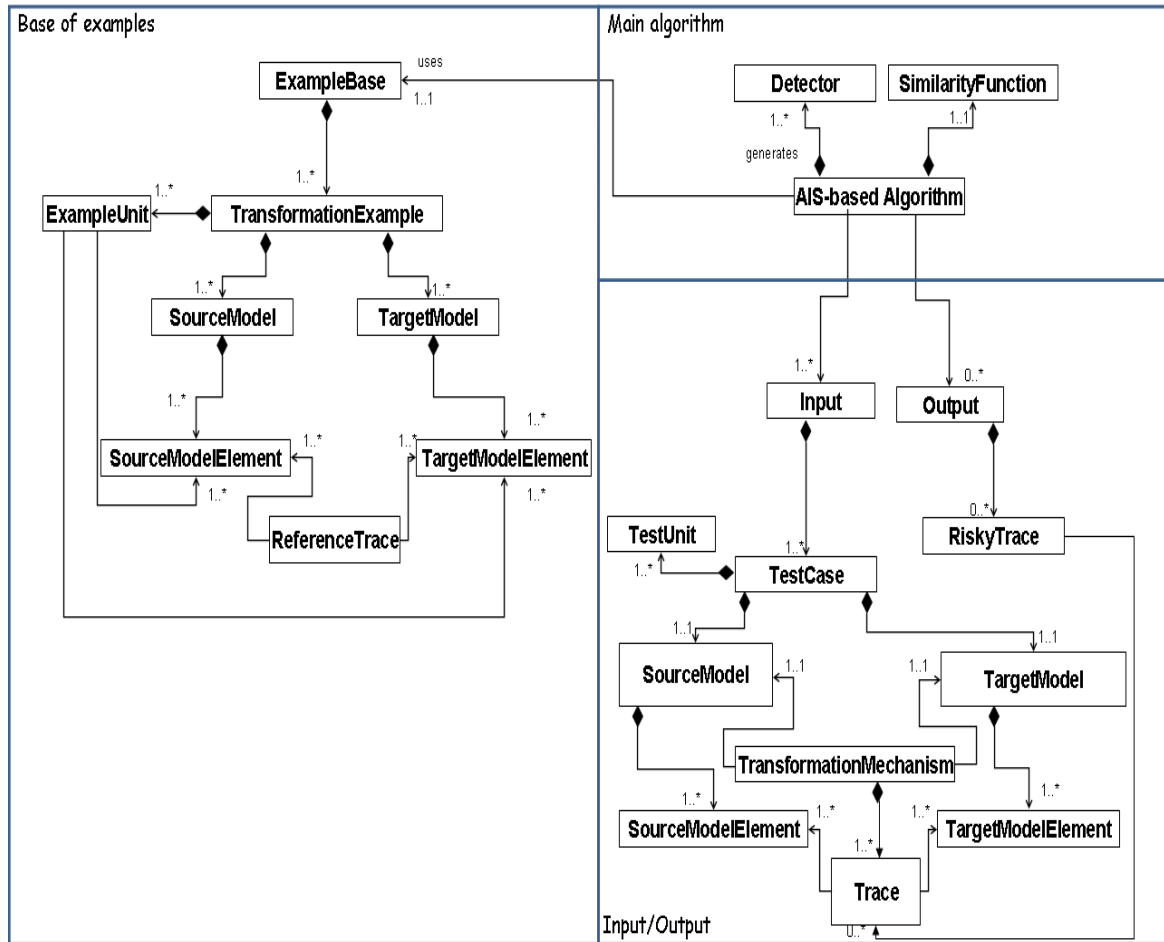 Base of examples
ExampleBase
uses
1..1
1..*
1..*
ExampleUnit
TransformationExample
1..*
1..*
SourceModel
TargetModel
1..*
1..*
1..*
1..*
SourceModelElement
TargetModelElement
1..*
1..*
ReferenceTrace
Main algorithm
Detector
SimilarityFunction
1..*
1..1
generates
AIS-based Algorithm
1..*
0..*
Input
Output
0..*
TestUnit
RiskyTrace
1..*
1..*
TestCase
1..1
1..1
SourceModel
1..1
1..1
TargetModel
TransformationMechanism
1..*
1..*
1..*
1..*
SourceModelElement
TargetModelElement
1..*
Trace
Input/Output
0..*